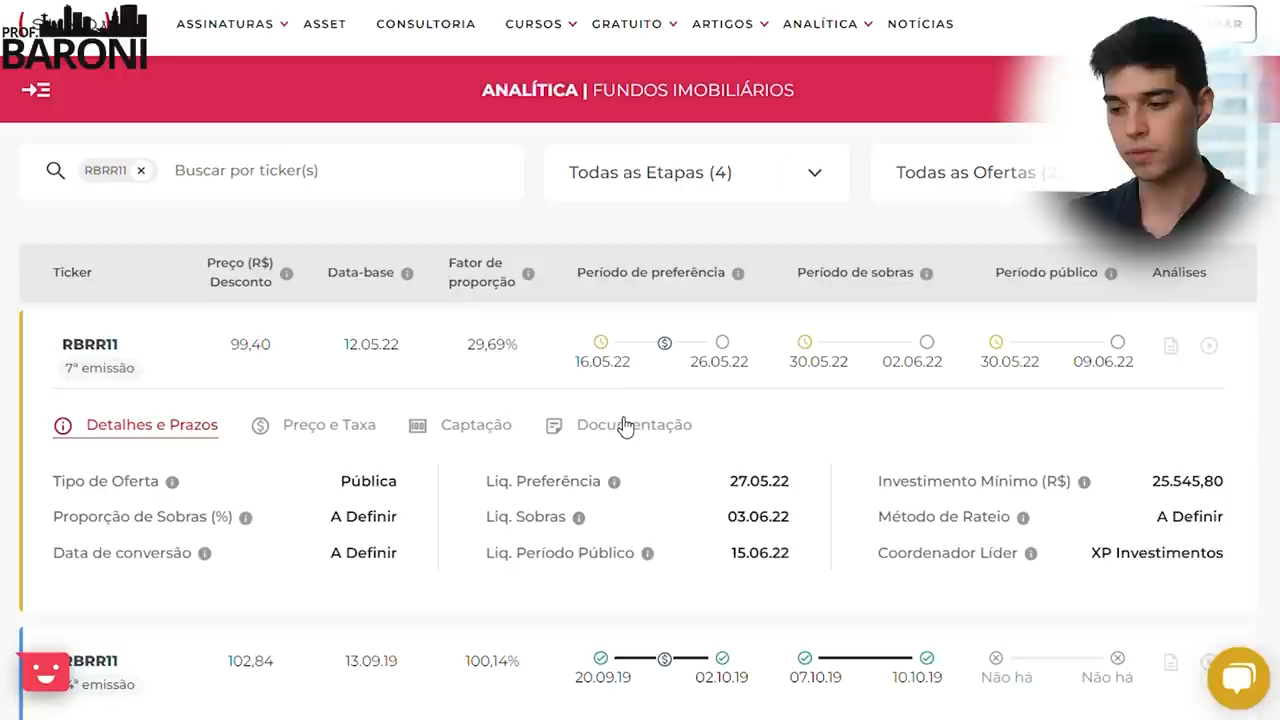 PROF.
BARONI
ASSINATURAS ASSET CONSULTORIA CURSOS GRATUITO ARTIGOS ANALÍTICA NOTÍCIAS
ANALÍTICA | FUNDOS IMOBILIÁRIOS
RBRR11 Buscar por ticker(s)
Todas as Etapas (4)
Todas as Ofertas
Ticker Preço (R$) Desconto Data-base Fator de proporção Período de preferência Período de sobras Período público Análises
RBRR11 99,40 12.05.22 29,69% 16.05.22 26.05.22 30.05.22 02.06.22 30.05.22 09.06.22
7ª emissão
Detalhes e Prazos Preço e Taxa Captação Documentação
Tipo de Oferta Pública Liq. Preferência 27.05.22 Investimento Mínimo (R$) 25.545,80
Proporção de Sobras (%) A Definir Liq. Sobras 03.06.22 Método de Rateio A Definir
Data de conversão A Definir Liq. Período Público 15.06.22 Coordenador Líder XP Investimentos
RBRR11 102,84 13.09.19 100,14% 20.09.19 02.10.19 07.10.19 10.10.19 Não há Não há
emissão